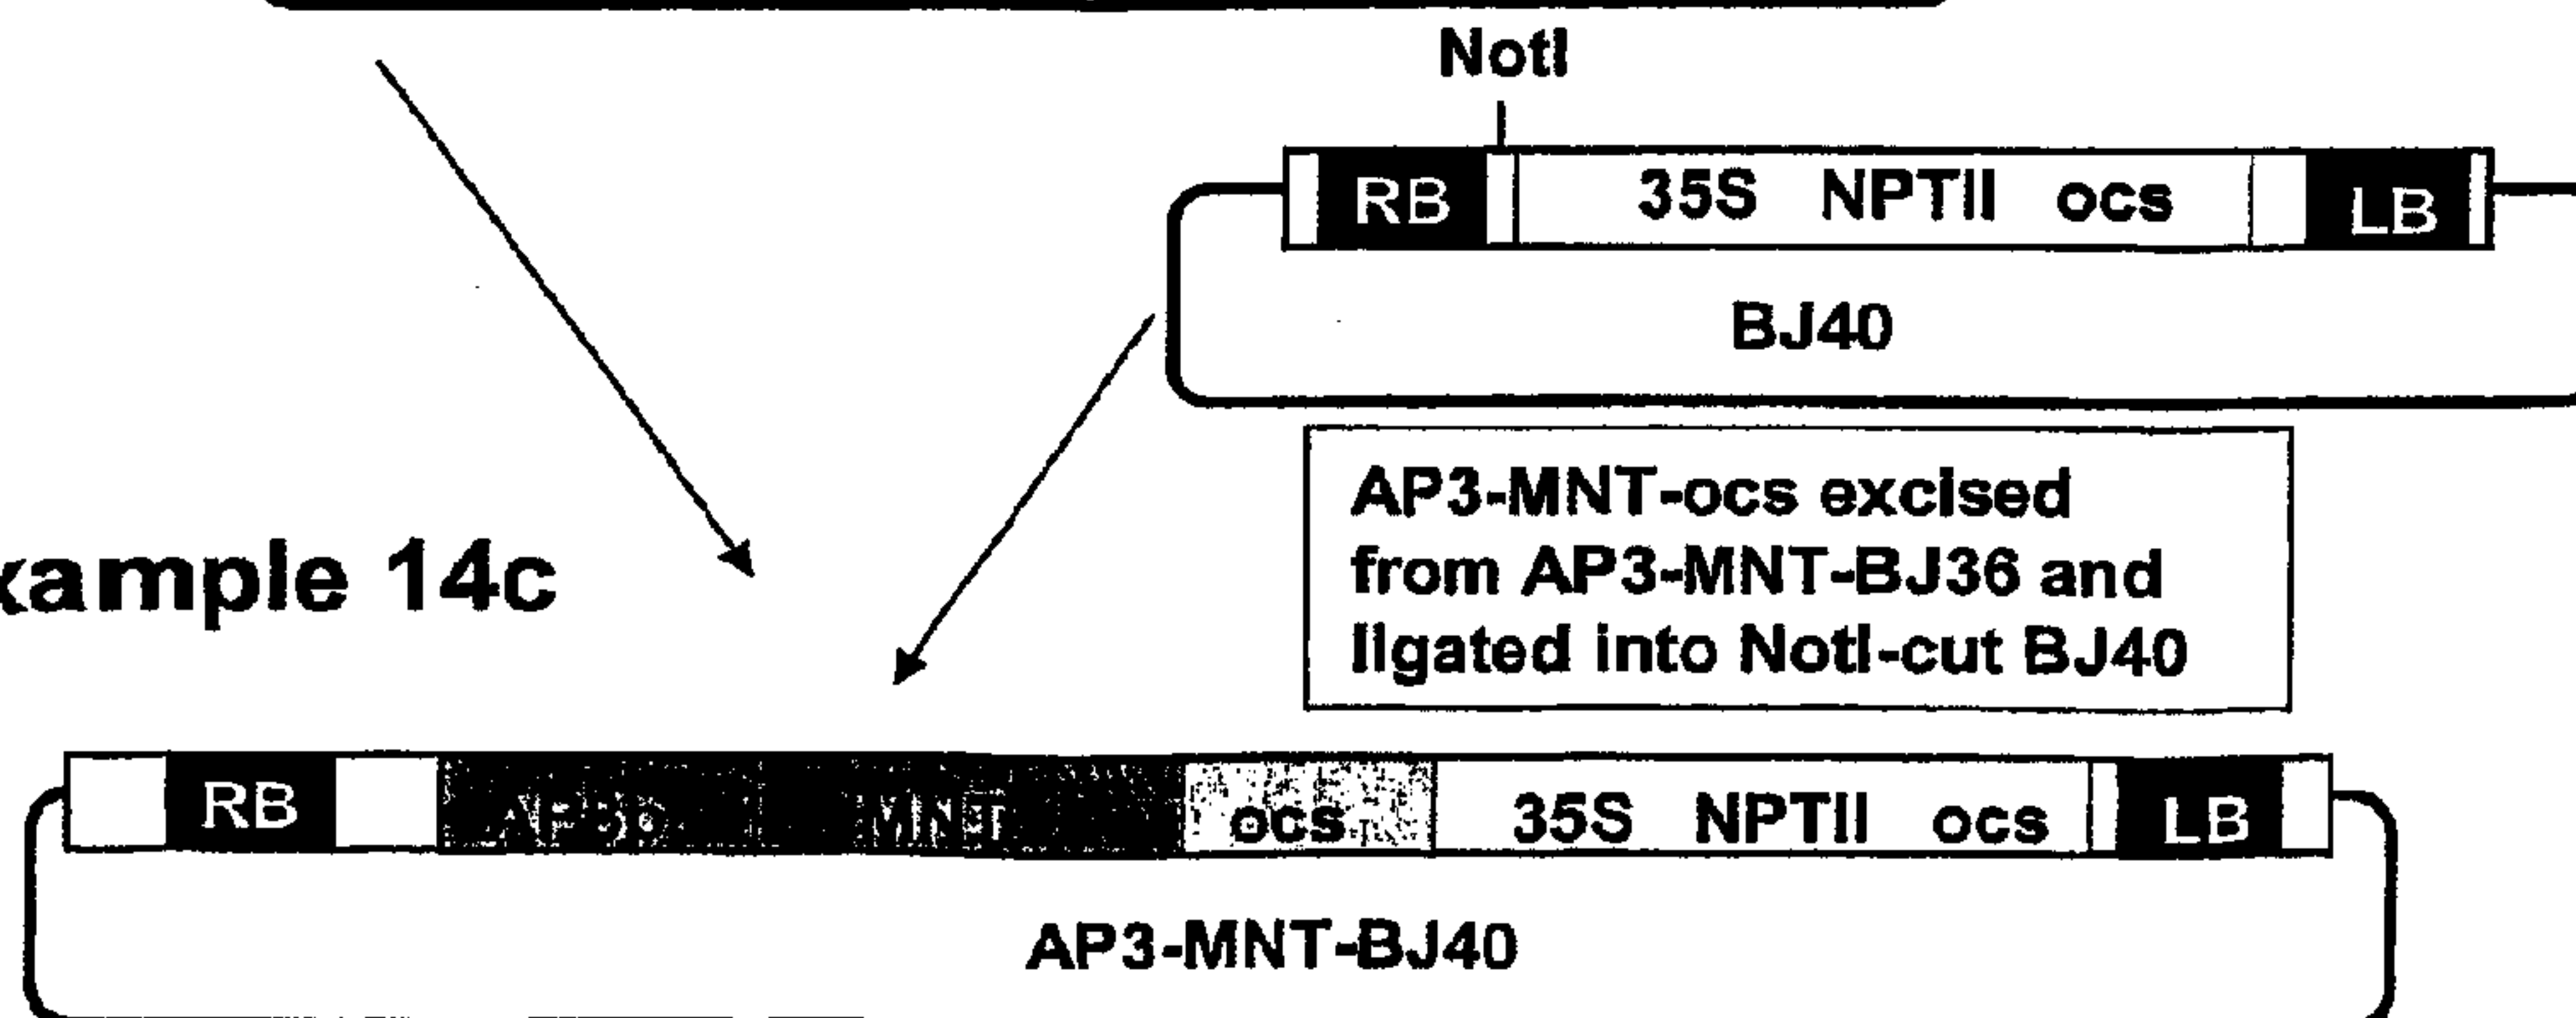 NotI
RB 35S NPTII ocs LB
BJ40
AP3-MNT-ocs excised
from AP3-MNT-BJ36 and
ligated into NotI-cut BJ40
xample 14c
RB AP3p MNT ocs 35S NPTII ocs LB
AP3-MNT-BJ40